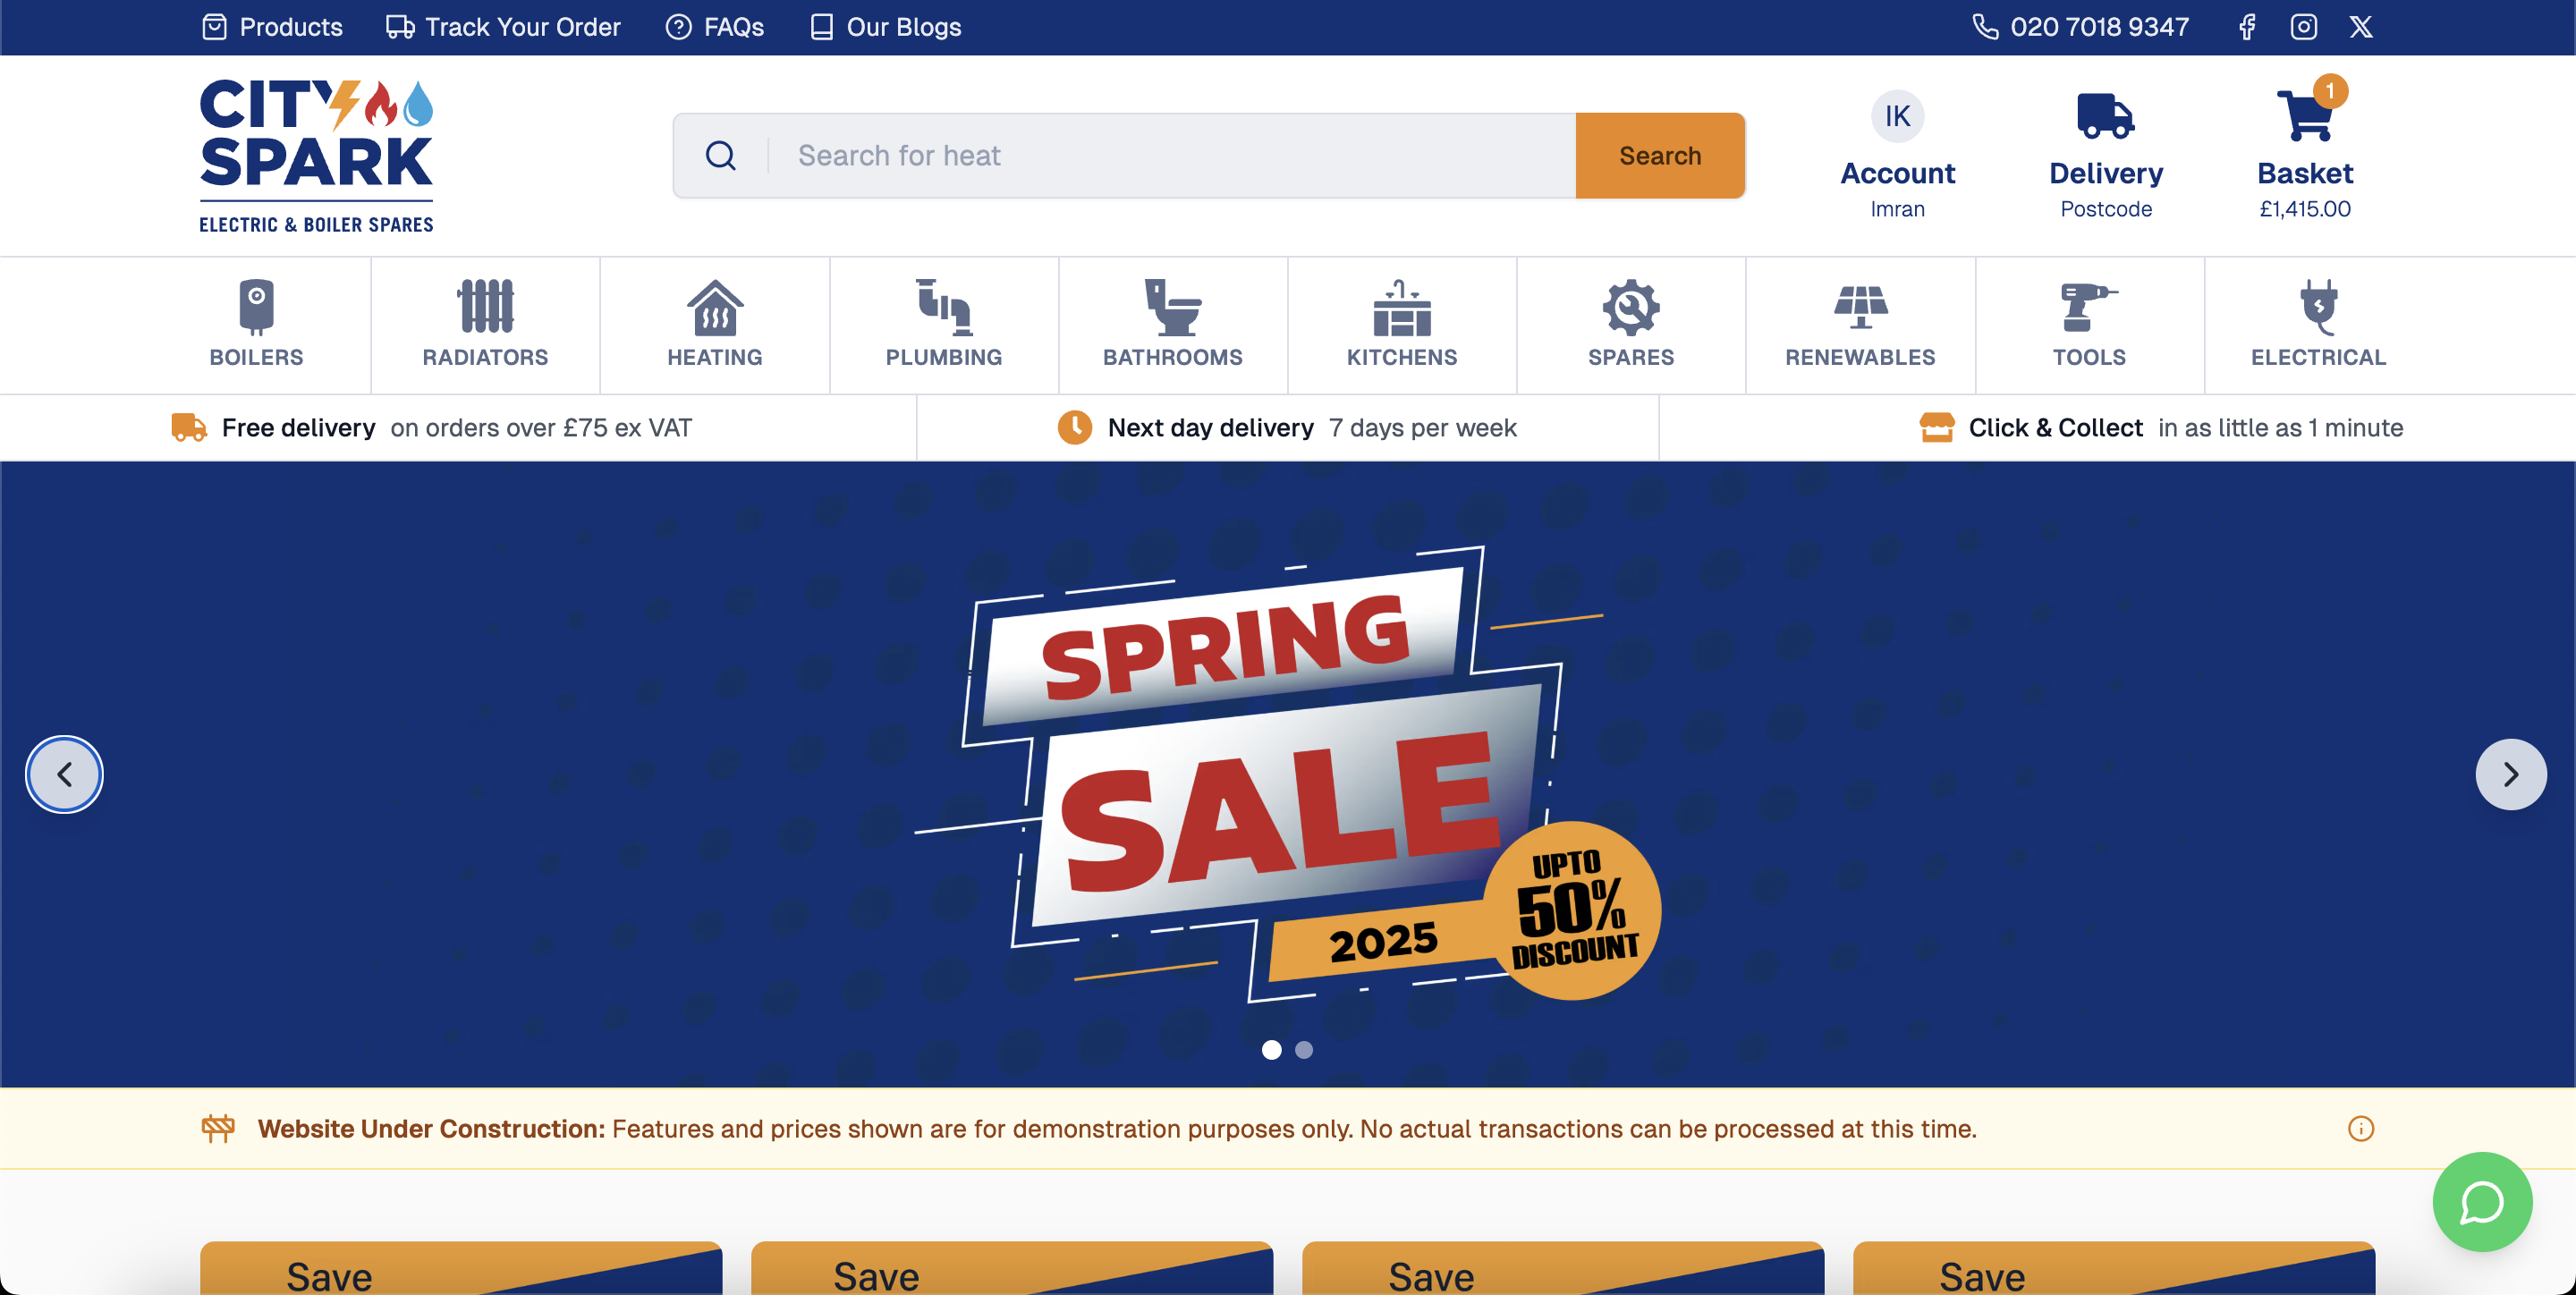 Products Track Your Order FAQs Our Blogs 020 7018 9347
CITY
SPARK
ELECTRIC & BOILER SPARES
Search for heat
Search
IK
Account
Imran
Delivery
Postcode
1
Basket
£1,415.00
BOILERS RADIATORS HEATING PLUMBING BATHROOMS KITCHENS SPARES RENEWABLES TOOLS ELECTRICAL
Free delivery on orders over £75 ex VAT
Next day delivery 7 days per week
Click & Collect in as little as 1 minute
SPRING
SALE
2025
UPTO
50%
DISCOUNT
Website Under Construction: Features and prices shown are for demonstration purposes only. No actual transactions can be processed at this time.
Save Save Save Save